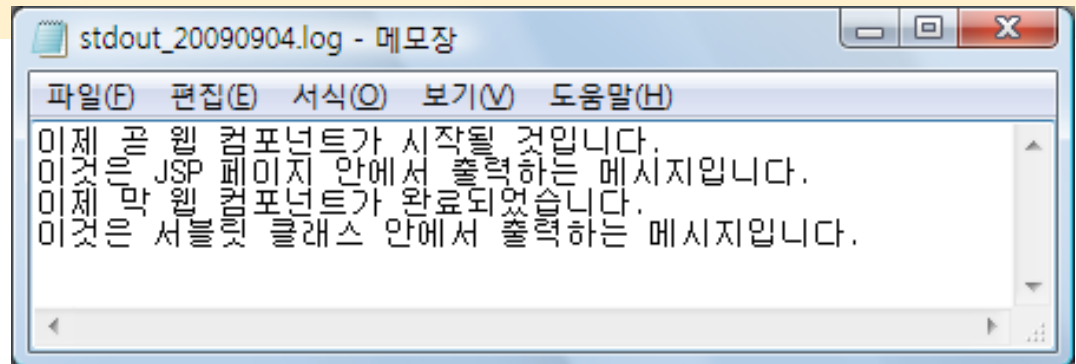 stdout_20090904.log - 메모장
파일(F) 편집(E) 서식(O) 보기(V) 도움말(H)
이제 곧 웹 컴포넌트가 시작될 것입니다.
이것은 JSP 페이지 안에서 출력하는 메시지입니다.
이제 막 웹 컴포넌트가 완료되었습니다.
이것은 서블릿 클래스 안에서 출력하는 메시지입니다.